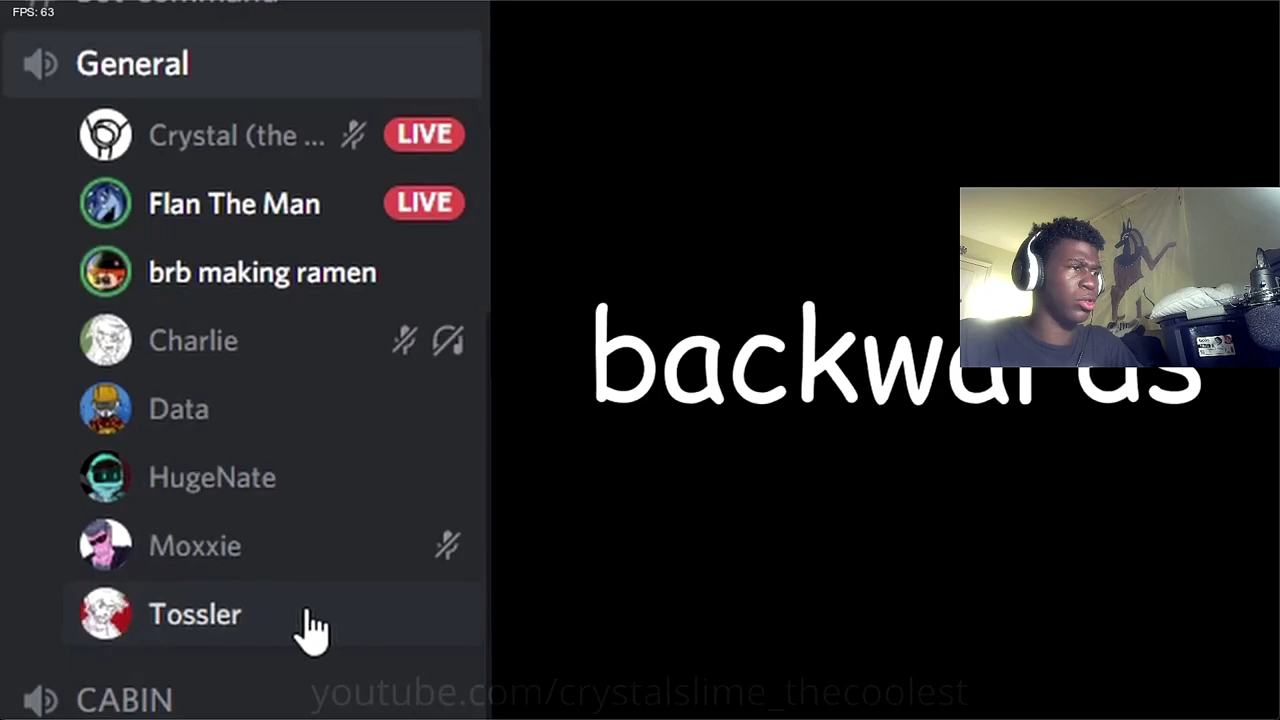 FPS: 63
General
Crystal (the ...
LIVE
Flan The Man
LIVE
brb making ramen
Charlie
Data
HugeNate
Moxxie
Tossler
CABIN
backwards
youtube.com/crystalslime_thecoolest